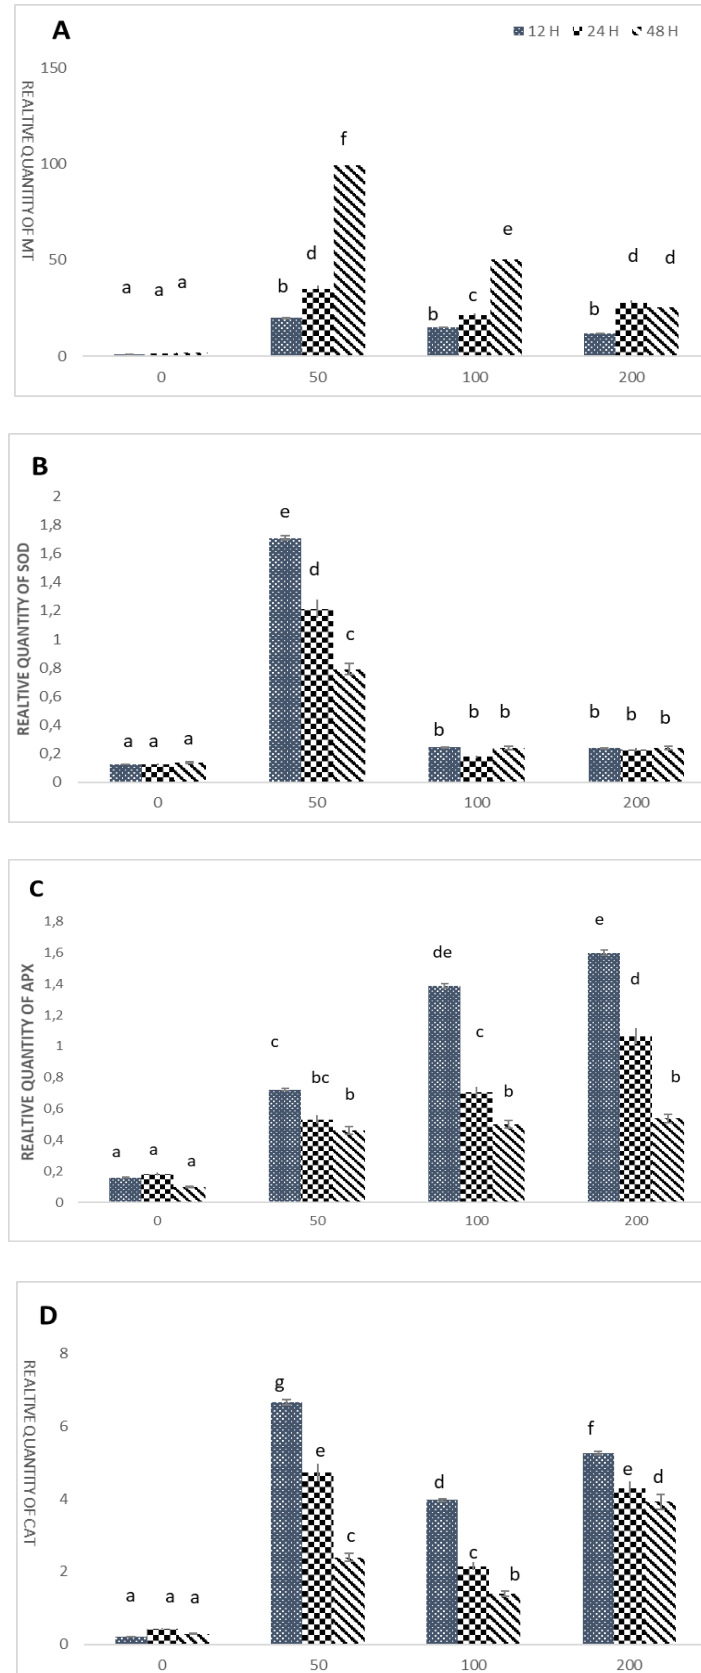 A
12 H 24 H 48 H
REALTIVE QUANTITY OF MT
150
100
50
0
a a a
b d f
b c e
b d d
0 50 100 200
B
REALTIVE QUANTITY OF SOD
2
1,8
1,6
1,4
1,2
1
0,8
0,6
0,4
0,2
0
a a a
e d c
b b b
b b b
0 50 100 200
C
REALTIVE QUANTITY OF APX
1,8
1,6
1,4
1,2
1
0,8
0,6
0,4
0,2
0
a a a
c bc b
de c b
e d b
0 50 100 200
D
REALTIVE QUANTITY OF CAT
8
6
4
2
0
a a a
g e c
d c b
f e d
0 50 100 200